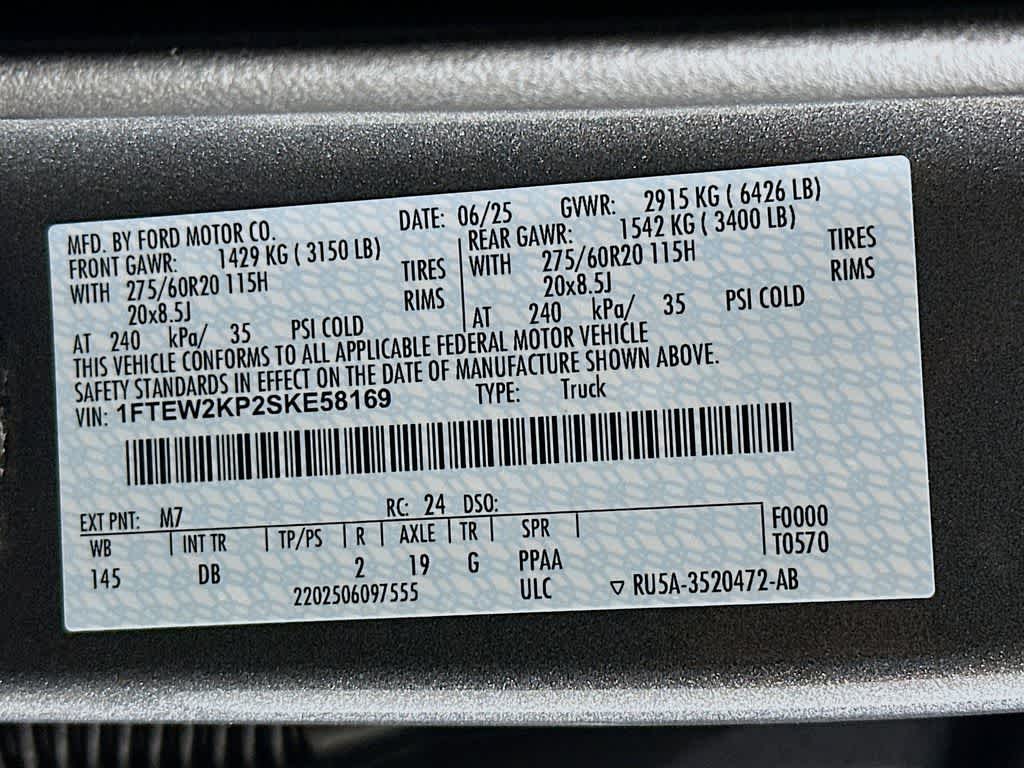 MFD. BY FORD MOTOR CO. DATE: 06/25 GVWR: 2915 KG ( 6426 LB)
FRONT GAWR: 1429 KG ( 3150 LB) REAR GAWR: 1542 KG ( 3400 LB)
WITH 275/60R20 115H TIRES WITH 275/60R20 115H TIRES
20x8.5J RIMS 20x8.5J RIMS
AT 240 kPa/ 35 PSI COLD AT 240 kPa/ 35 PSI COLD
THIS VEHICLE CONFORMS TO ALL APPLICABLE FEDERAL MOTOR VEHICLE
SAFETY STANDARDS IN EFFECT ON THE DATE OF MANUFACTURE SHOWN ABOVE.
VIN: 1FTEW2KP2SKE58169 TYPE: Truck
EXT PNT: M7 RC: 24 DSO:
WB INT TR TP/PS R AXLE TR SPR F0000
145 DB 2 19 G PPAA T0570
2202506097555 ULC RU5A-3520472-AB